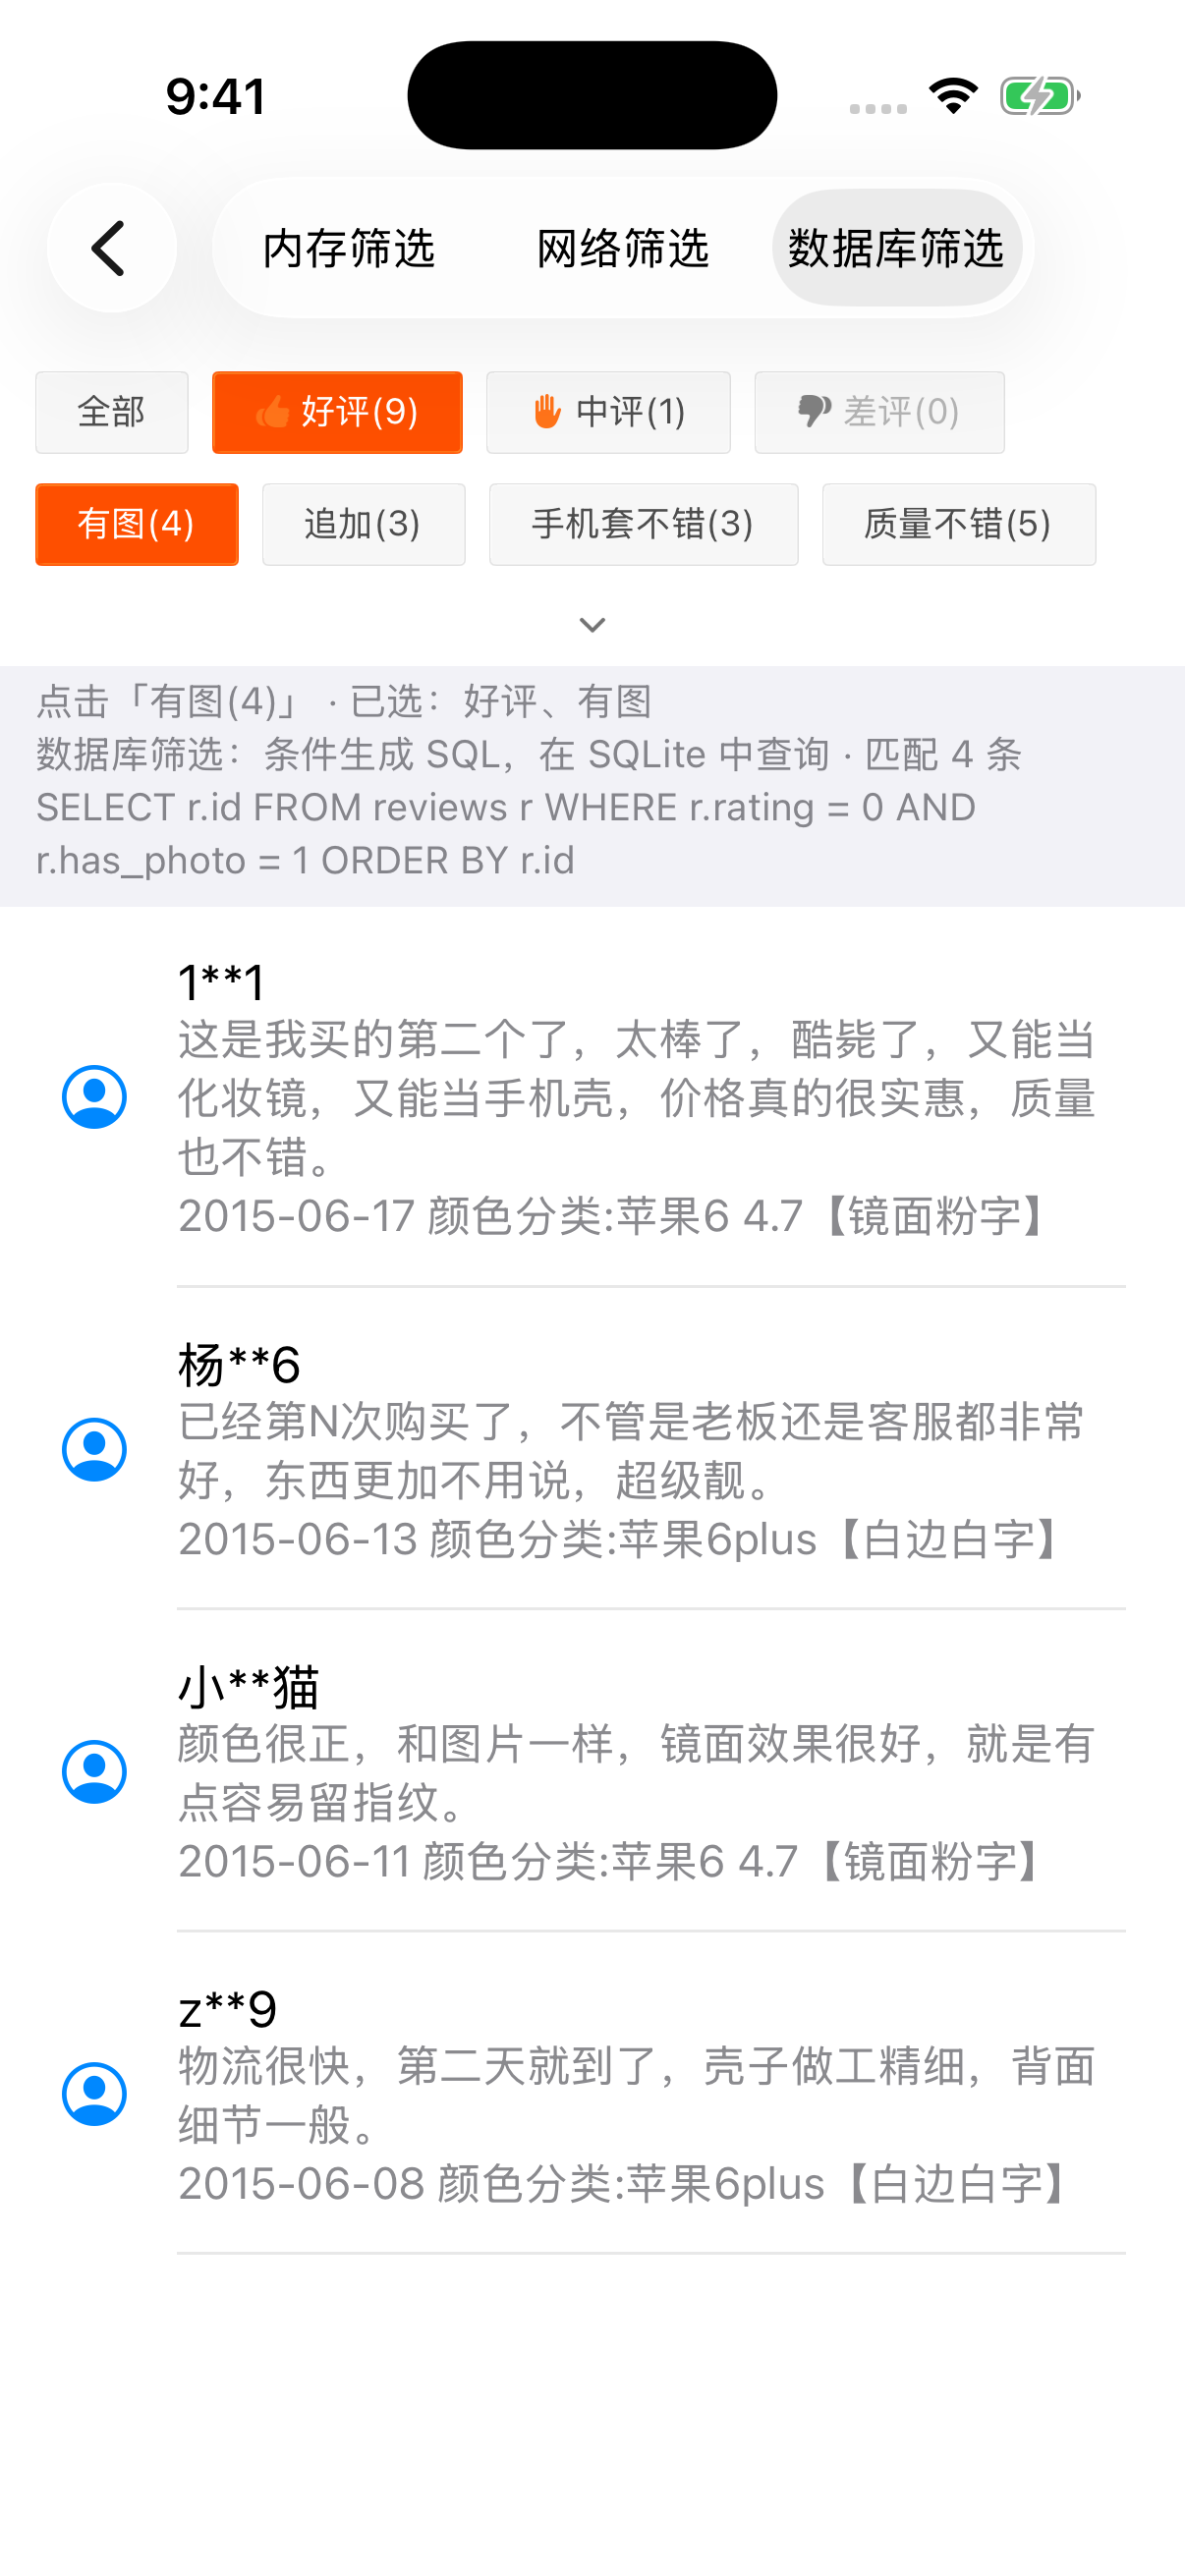 9:41
内存筛选 网络筛选 数据库筛选
全部 好评(9) 中评(1) 差评(0)
有图(4) 追加(3) 手机套不错(3) 质量不错(5)
点击「有图(4)」 · 已选：好评、有图
数据库筛选：条件生成 SQL，在 SQLite 中查询 · 匹配 4 条
SELECT r.id FROM reviews r WHERE r.rating = 0 AND
r.has_photo = 1 ORDER BY r.id
1**1
这是我买的第二个了，太棒了，酷毙了，又能当
化妆镜，又能当手机壳，价格真的很实惠，质量
也不错。
2015-06-17 颜色分类:苹果6 4.7【镜面粉字】
杨**6
已经第N次购买了，不管是老板还是客服都非常
好，东西更加不用说，超级靓。
2015-06-13 颜色分类:苹果6plus【白边白字】
小**猫
颜色很正，和图片一样，镜面效果很好，就是有
点容易留指纹。
2015-06-11 颜色分类:苹果6 4.7【镜面粉字】
z**9
物流很快，第二天就到了，壳子做工精细，背面
细节一般。
2015-06-08 颜色分类:苹果6plus【白边白字】